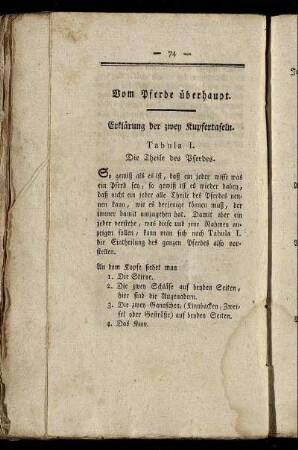 — 74 —
Vom Pferde überhaupt.
Erklärung der zwey Kupfertafeln.
Tabula I.
Die Theile des Pferdes.
So gewiß als es ist, daß ein jeder wisse was
ein Pferd sey, so gewiß ist es wieder daben,
daß nicht ein jeder alle Theile des Pferdes nen-
nen kann, wie es derjenige können muß, der
immer damit umzugehen hat. Damit aber ein
jeder verstehe, was diese und jene Nahmen an-
zeigen sollen, kann man sich nach Tabula I.
die Eintheilung des ganzen Pferdes also vor-
stellen.
An dem Kopfe siehet man
1. Die Stirne.
2. Die zwey Schläffe auf beyden Seiten,
hier sind die Augenadern.
3. Die zwey Ganaschen, (Kinnbacken, Zwei-
fel oder Gefräße) auf beyden Seiten.
4. Das Kinn.